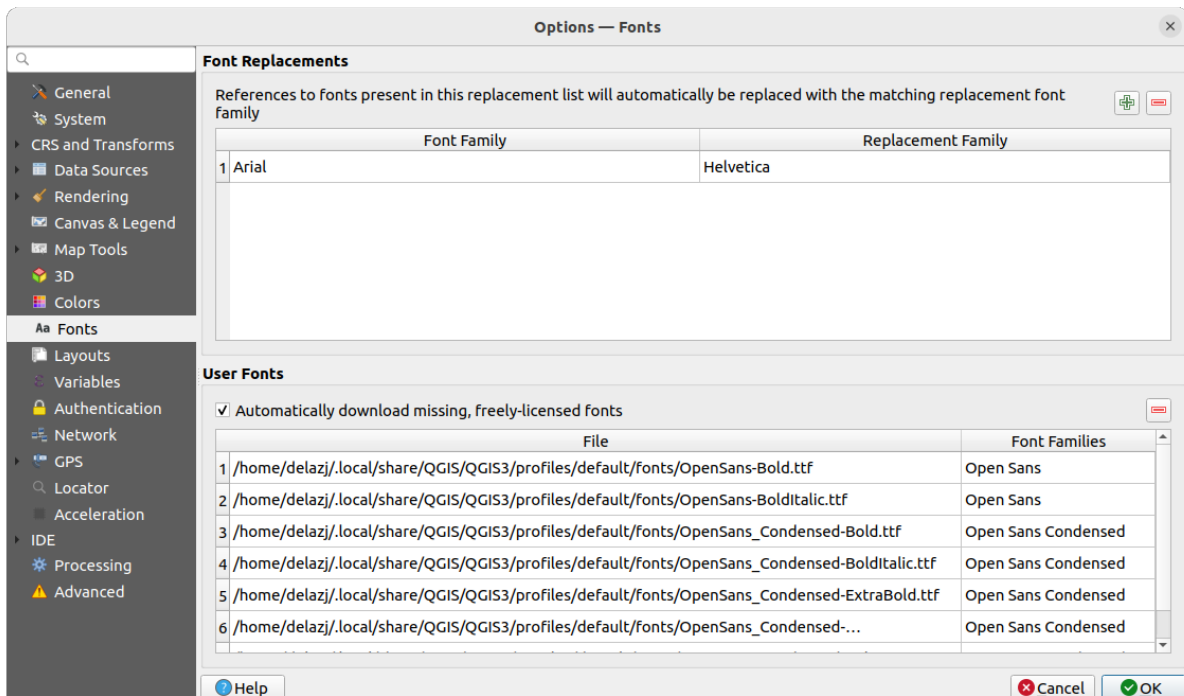 Options — Fonts
General
System
CRS and Transforms
Data Sources
Rendering
Canvas & Legend
Map Tools
3D
Colors
Aa Fonts
Layouts
Variables
Authentication
Network
GPS
Locator
Acceleration
IDE
Processing
Advanced
Font Replacements
References to fonts present in this replacement list will automatically be replaced with the matching replacement font
family
Font Family Replacement Family
1 Arial Helvetica
User Fonts
Automatically download missing, freely-licensed fonts
File Font Families
1 /home/delazj/.local/share/QGIS/QGIS3/profiles/default/fonts/OpenSans-Bold.ttf Open Sans
2 /home/delazj/.local/share/QGIS/QGIS3/profiles/default/fonts/OpenSans-BoldItalic.ttf Open Sans
3 /home/delazj/.local/share/QGIS/QGIS3/profiles/default/fonts/OpenSans_Condensed-Bold.ttf Open Sans Condensed
4 /home/delazj/.local/share/QGIS/QGIS3/profiles/default/fonts/OpenSans_Condensed-BoldItalic.ttf Open Sans Condensed
5 /home/delazj/.local/share/QGIS/QGIS3/profiles/default/fonts/OpenSans_Condensed-ExtraBold.ttf Open Sans Condensed
6 /home/delazj/.local/share/QGIS/QGIS3/profiles/default/fonts/OpenSans_Condensed-... Open Sans Condensed
Help Cancel OK